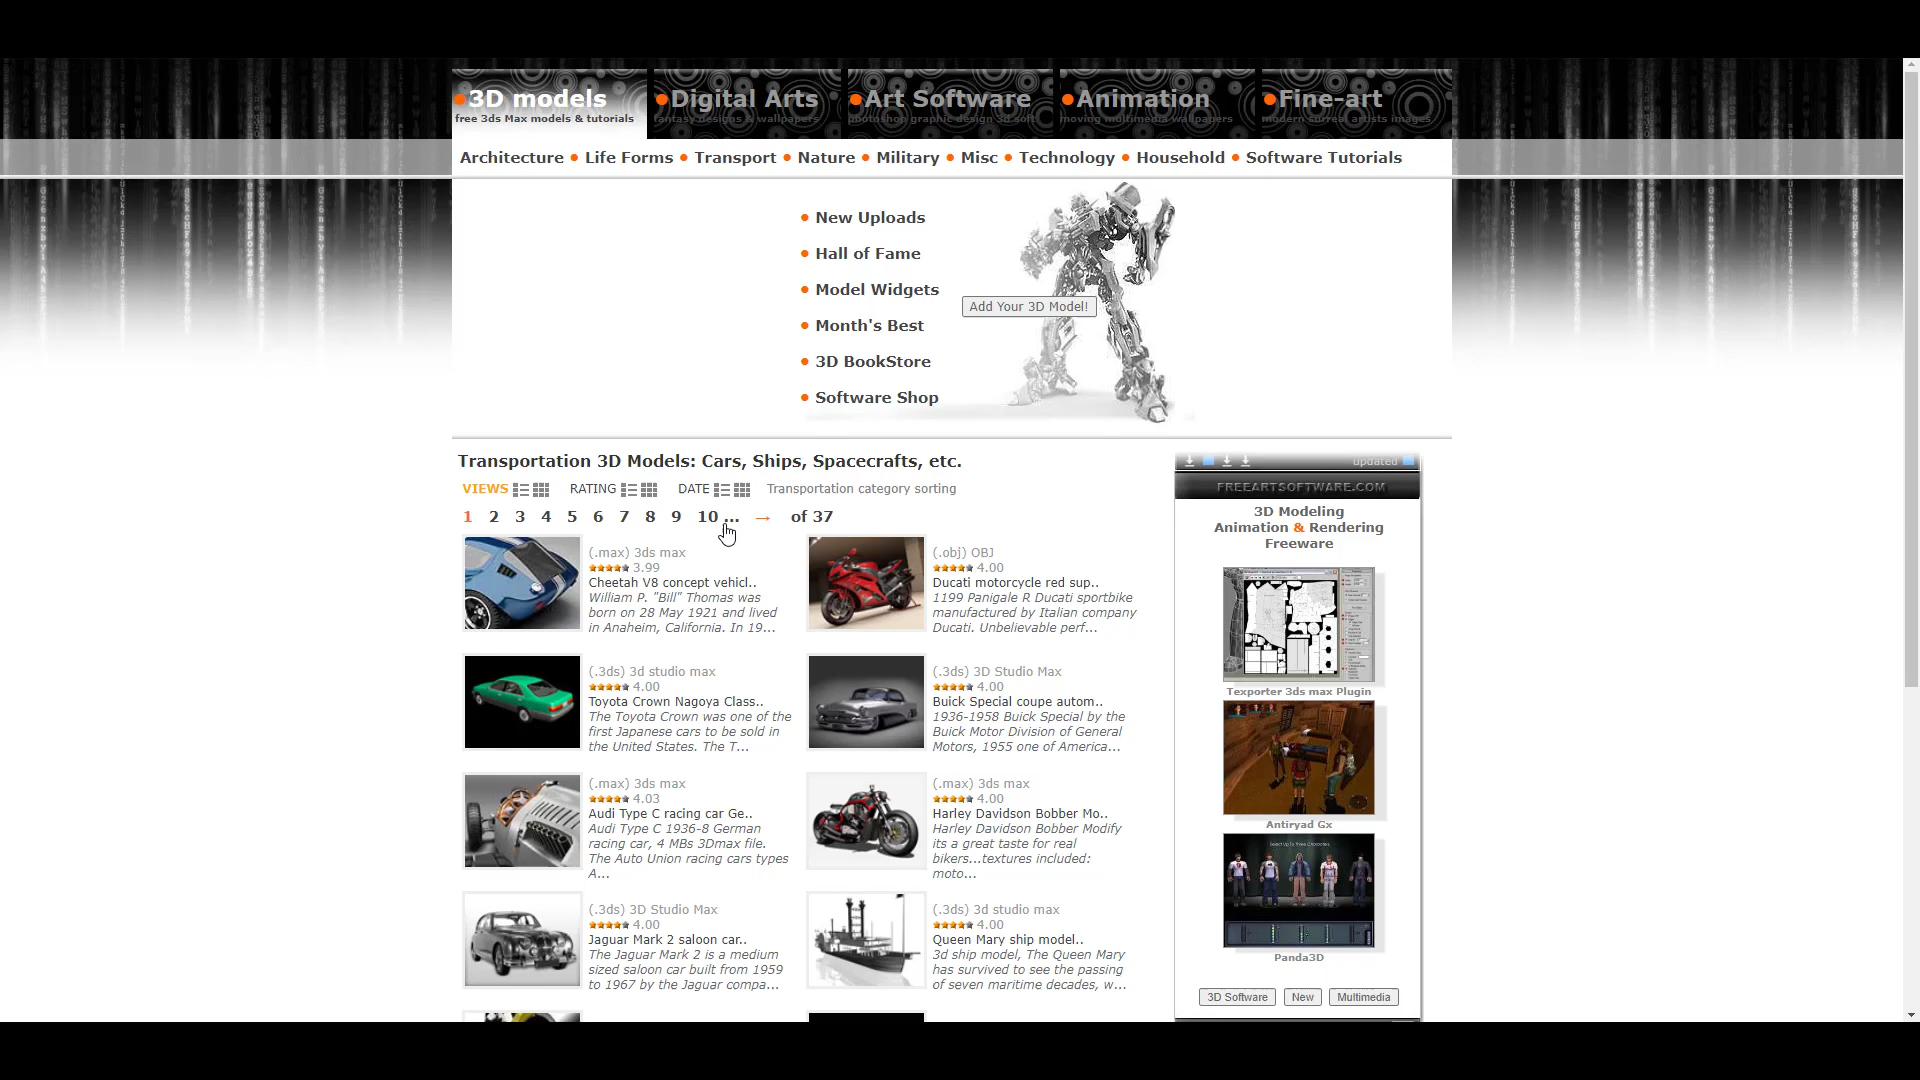 3D models
free 3ds Max models & tutorials
Digital Arts
fantasy designs & wallpapers
Art Software
photoshop graphic design 3d soft
Animation
moving multimedia wallpapers
Fine-art
modern surreal artists images
Architecture • Life Forms • Transport • Nature • Military • Misc • Technology • Household • Software Tutorials
New Uploads
Hall of Fame
Model Widgets
Add Your 3D Model!
Month's Best
3D BookStore
Software Shop
Transportation 3D Models: Cars, Ships, Spacecrafts, etc.
VIEWS RATING DATE Transportation category sorting
1 2 3 4 5 6 7 8 9 10 ... → of 37
(.max) 3ds max
3.99
Cheetah V8 concept vehicl..
William P. "Bill" Thomas was
born on 28 May 1921 and lived
in Anaheim, California. In 19...
(.obj) OBJ
4.00
Ducati motorcycle red sup..
1199 Panigale R Ducati sportbike
manufactured by Italian company
Ducati. Unbelievable perf...
(.3ds) 3d studio max
4.00
Toyota Crown Nagoya Class..
The Toyota Crown was one of the
first Japanese cars to be sold in
the United States. The T...
(.3ds) 3D Studio Max
4.00
Buick Special coupe autom..
1936-1958 Buick Special by the
Buick Motor Division of General
Motors, 1955 one of America...
(.max) 3ds max
4.03
Audi Type C racing car Ge..
Audi Type C 1936-8 German
racing car, 4 MBs 3Dmax file.
The Auto Union racing cars types
A...
(.max) 3ds max
4.00
Harley Davidson Bobber Mo..
Harley Davidson Bobber Modify
its a great taste for real
bikers...textures included:
moto...
(.3ds) 3D Studio Max
4.00
Jaguar Mark 2 saloon car..
The Jaguar Mark 2 is a medium
sized saloon car built from 1959
to 1967 by the Jaguar compa...
(.3ds) 3d studio max
4.00
Queen Mary ship model..
3d ship model, The Queen Mary
has survived to see the passing
of seven maritime decades, w...
updated
FREEARTSOFTWARE.COM
3D Modeling
Animation & Rendering
Freeware
Texporter 3ds max Plugin
Antiryad Gx
Select Up To Three Characters
Panda3D
3D Software New Multimedia